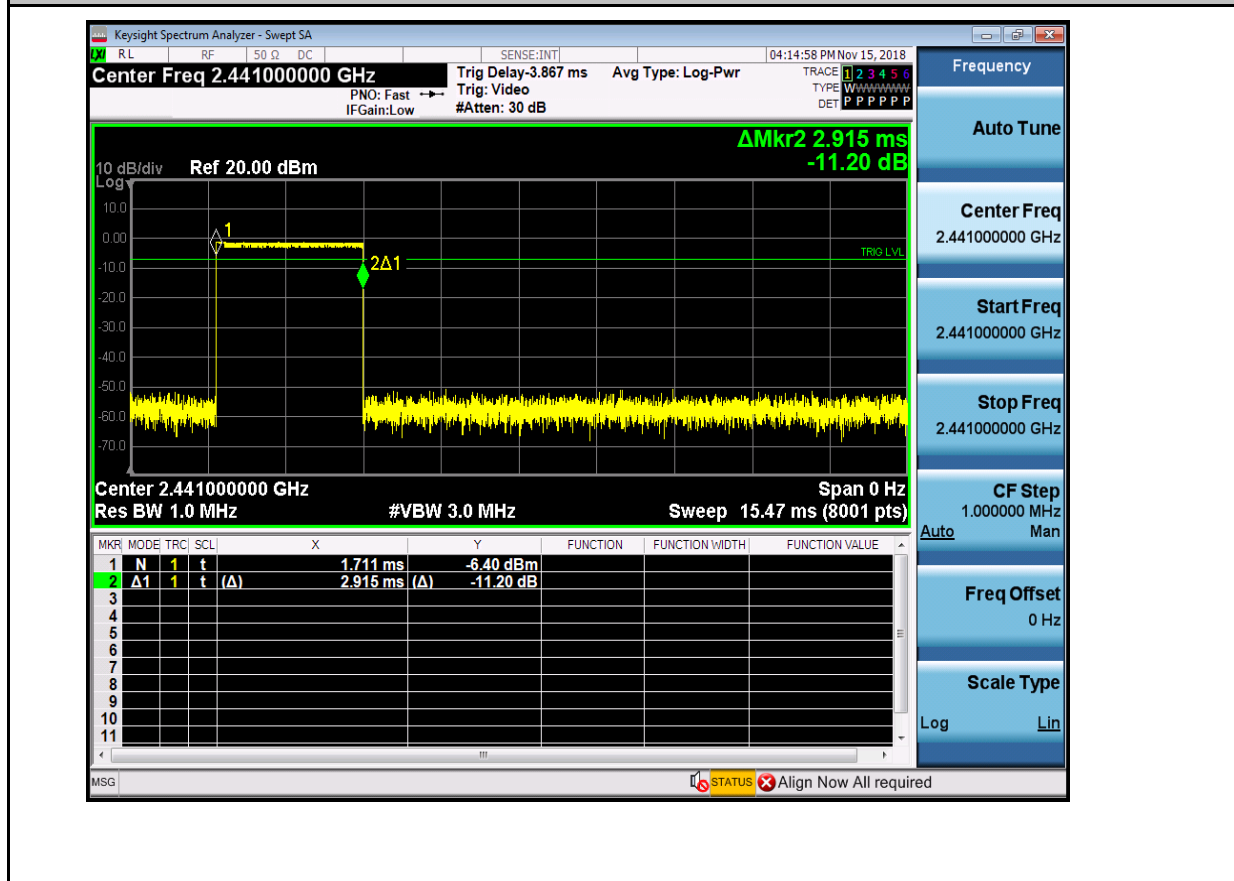 Keysight Spectrum Analyzer - Swept SA
LXI RL RF 50 Ω DC SENSE:INT 04:14:58 PM Nov 15, 2018
Center Freq 2.441000000 GHz
PNO: Fast
IFGain:Low
Trig Delay-3.867 ms
Trig: Video
#Atten: 30 dB
Avg Type: Log-Pwr
TRACE 1 2 3 4 5 6
TYPE WWWWWW
DET P P P P P P
ΔMkr2 2.915 ms
-11.20 dB
10 dB/div
Log
Ref 20.00 dBm
10.0
0.00
-10.0
-20.0
-30.0
-40.0
-50.0
-60.0
-70.0
1
2Δ1
TRIG LVL
Center 2.441000000 GHz
Span 0 Hz
Res BW 1.0 MHz
#VBW 3.0 MHz
Sweep 15.47 ms (8001 pts)
MKR MODE TRC SCL X Y FUNCTION FUNCTION WIDTH FUNCTION VALUE
1 N 1 t 1.711 ms -6.40 dBm
2 Δ1 1 t (Δ) 2.915 ms (Δ) -11.20 dB
3
4
5
6
7
8
9
10
11
MSG
STATUS
Align Now All required
Frequency
Auto Tune
Center Freq
2.441000000 GHz
Start Freq
2.441000000 GHz
Stop Freq
2.441000000 GHz
CF Step
1.000000 MHz
Auto Man
Freq Offset
0 Hz
Scale Type
Log Lin